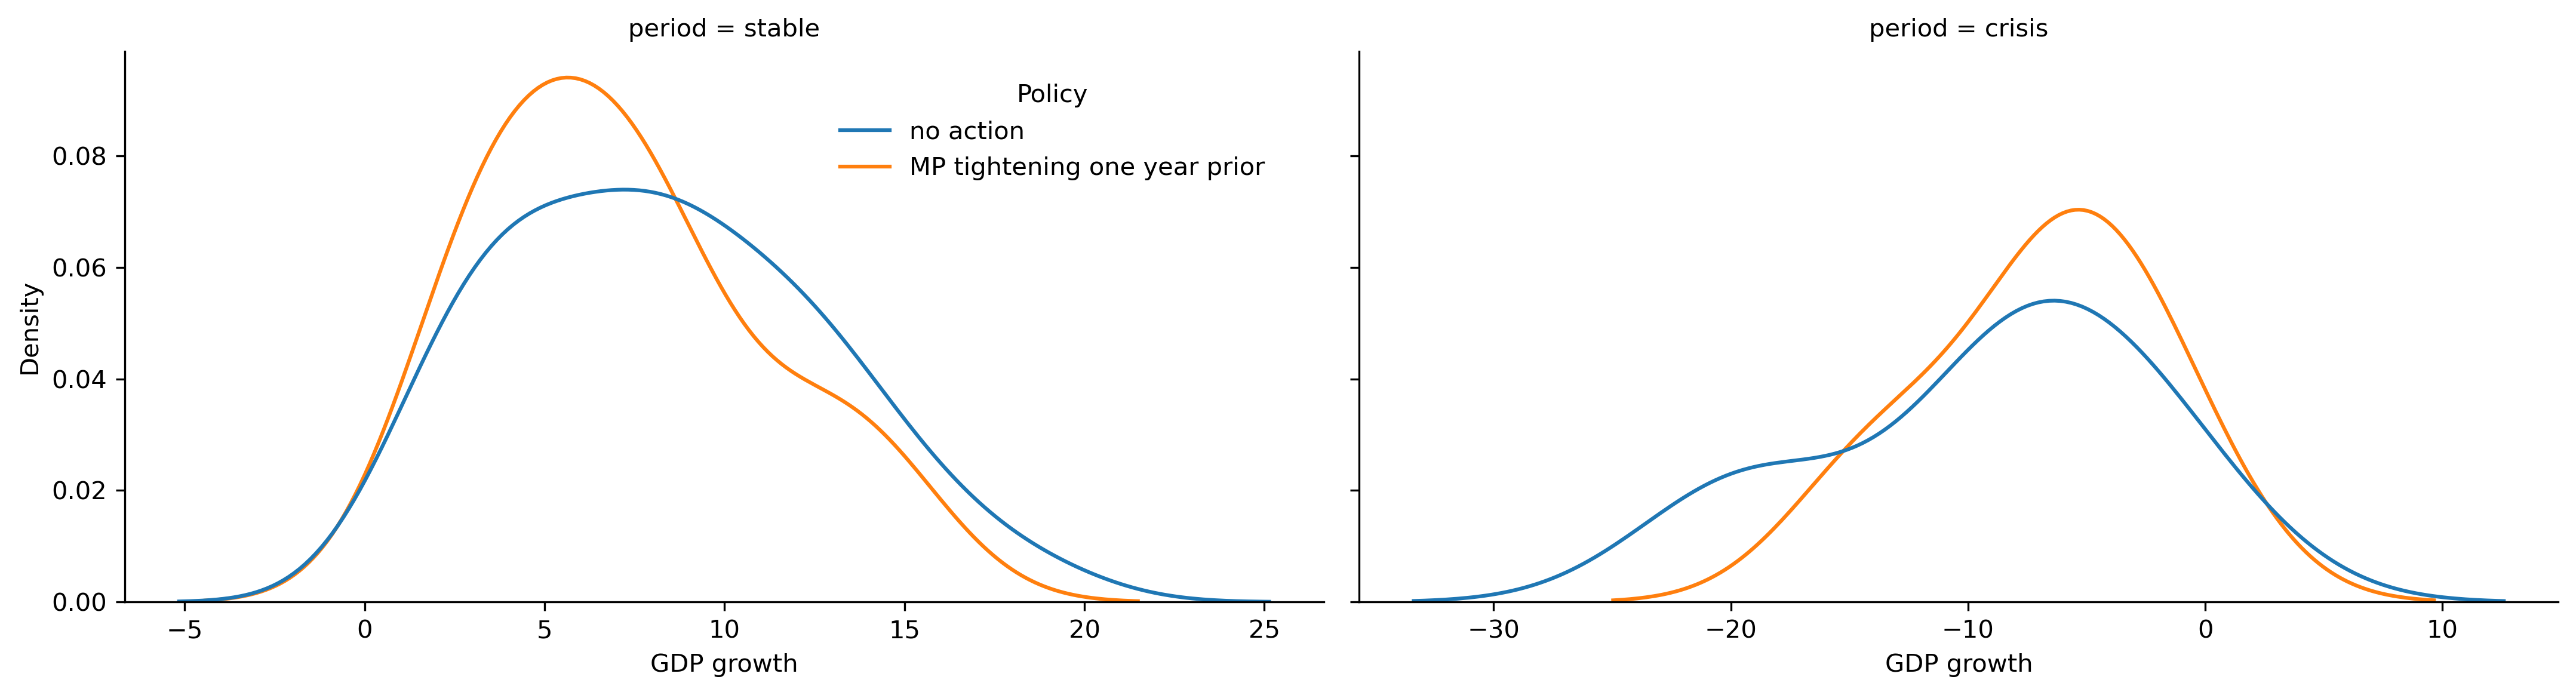 period = stable
period = crisis
Policy
no action
MP tightening one year prior
Density
0.08
0.06
0.04
0.02
0.00
−5 0 5 10 15 20 25
−30 −20 −10 0 10
GDP growth
GDP growth